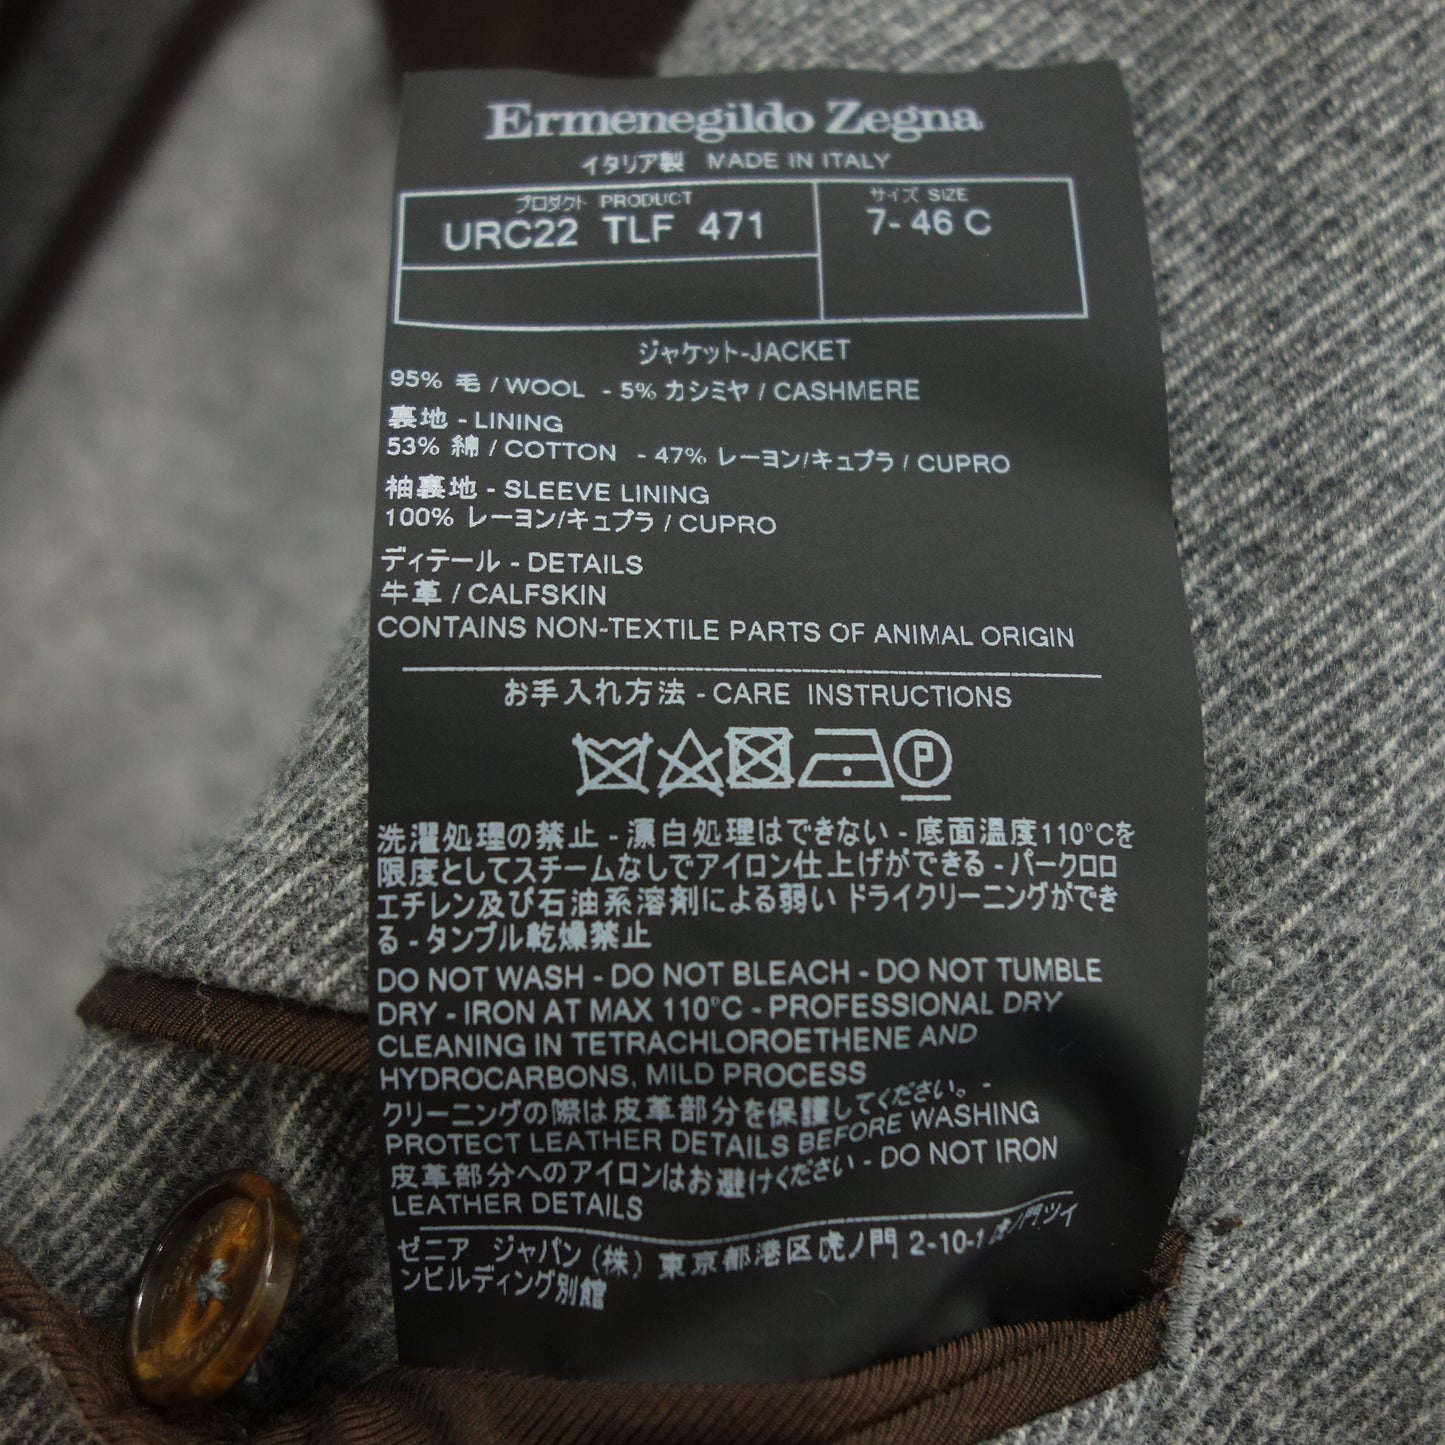 Ermenegildo Zegna
イタリア製 MADE IN ITALY
プロダクト PRODUCT
URC22 TLF 471
サイズ SIZE
7- 46 C
ジャケット-JACKET
95% 毛 / WOOL - 5% カシミヤ / CASHMERE
裏地 - LINING
53% 綿 / COTTON - 47% レーヨン/キュプラ / CUPRO
袖裏地 - SLEEVE LINING
100% レーヨン/キュプラ / CUPRO
ディテール - DETAILS
牛革 / CALFSKIN
CONTAINS NON-TEXTILE PARTS OF ANIMAL ORIGIN
お手入れ方法 - CARE INSTRUCTIONS
P
洗濯処理の禁止 - 漂白処理はできない - 底面温度110°Cを
限度としてスチームなしでアイロン仕上げができる - パークロロ
エチレン及び石油系溶剤による弱い ドライクリーニングができ
る - タンブル乾燥禁止
DO NOT WASH - DO NOT BLEACH - DO NOT TUMBLE
DRY - IRON AT MAX 110°C - PROFESSIONAL DRY
CLEANING IN TETRACHLOROETHENE AND
HYDROCARBONS, MILD PROCESS
クリーニングの際は皮革部分を保護してください。 -
PROTECT LEATHER DETAILS BEFORE WASHING
皮革部分へのアイロンはお避けください - DO NOT IRON
LEATHER DETAILS
ゼニア ジャパン (株) 東京都港区虎ノ門 2-10-1 虎ノ門ツイ
ンビルディング別館